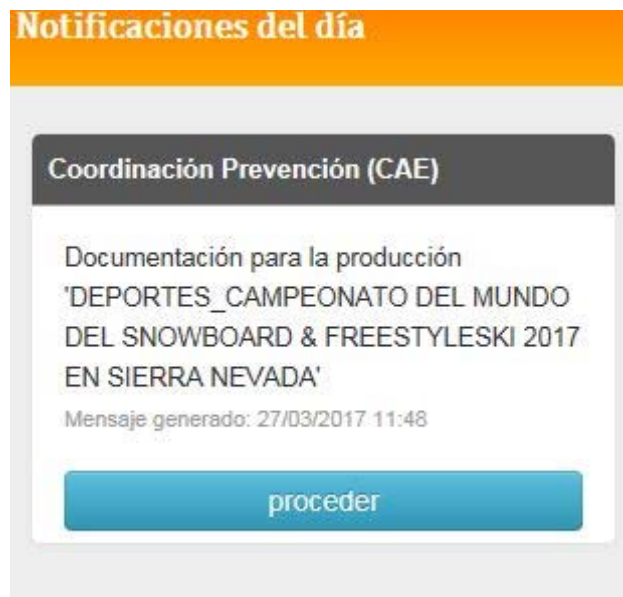 Notificaciones del día
Coordinación Prevención (CAE)
Documentación para la producción
'DEPORTES_CAMPEONATO DEL MUNDO
DEL SNOWBOARD & FREESTYLESKI 2017
EN SIERRA NEVADA'
Mensaje generado: 27/03/2017 11:48
proceder